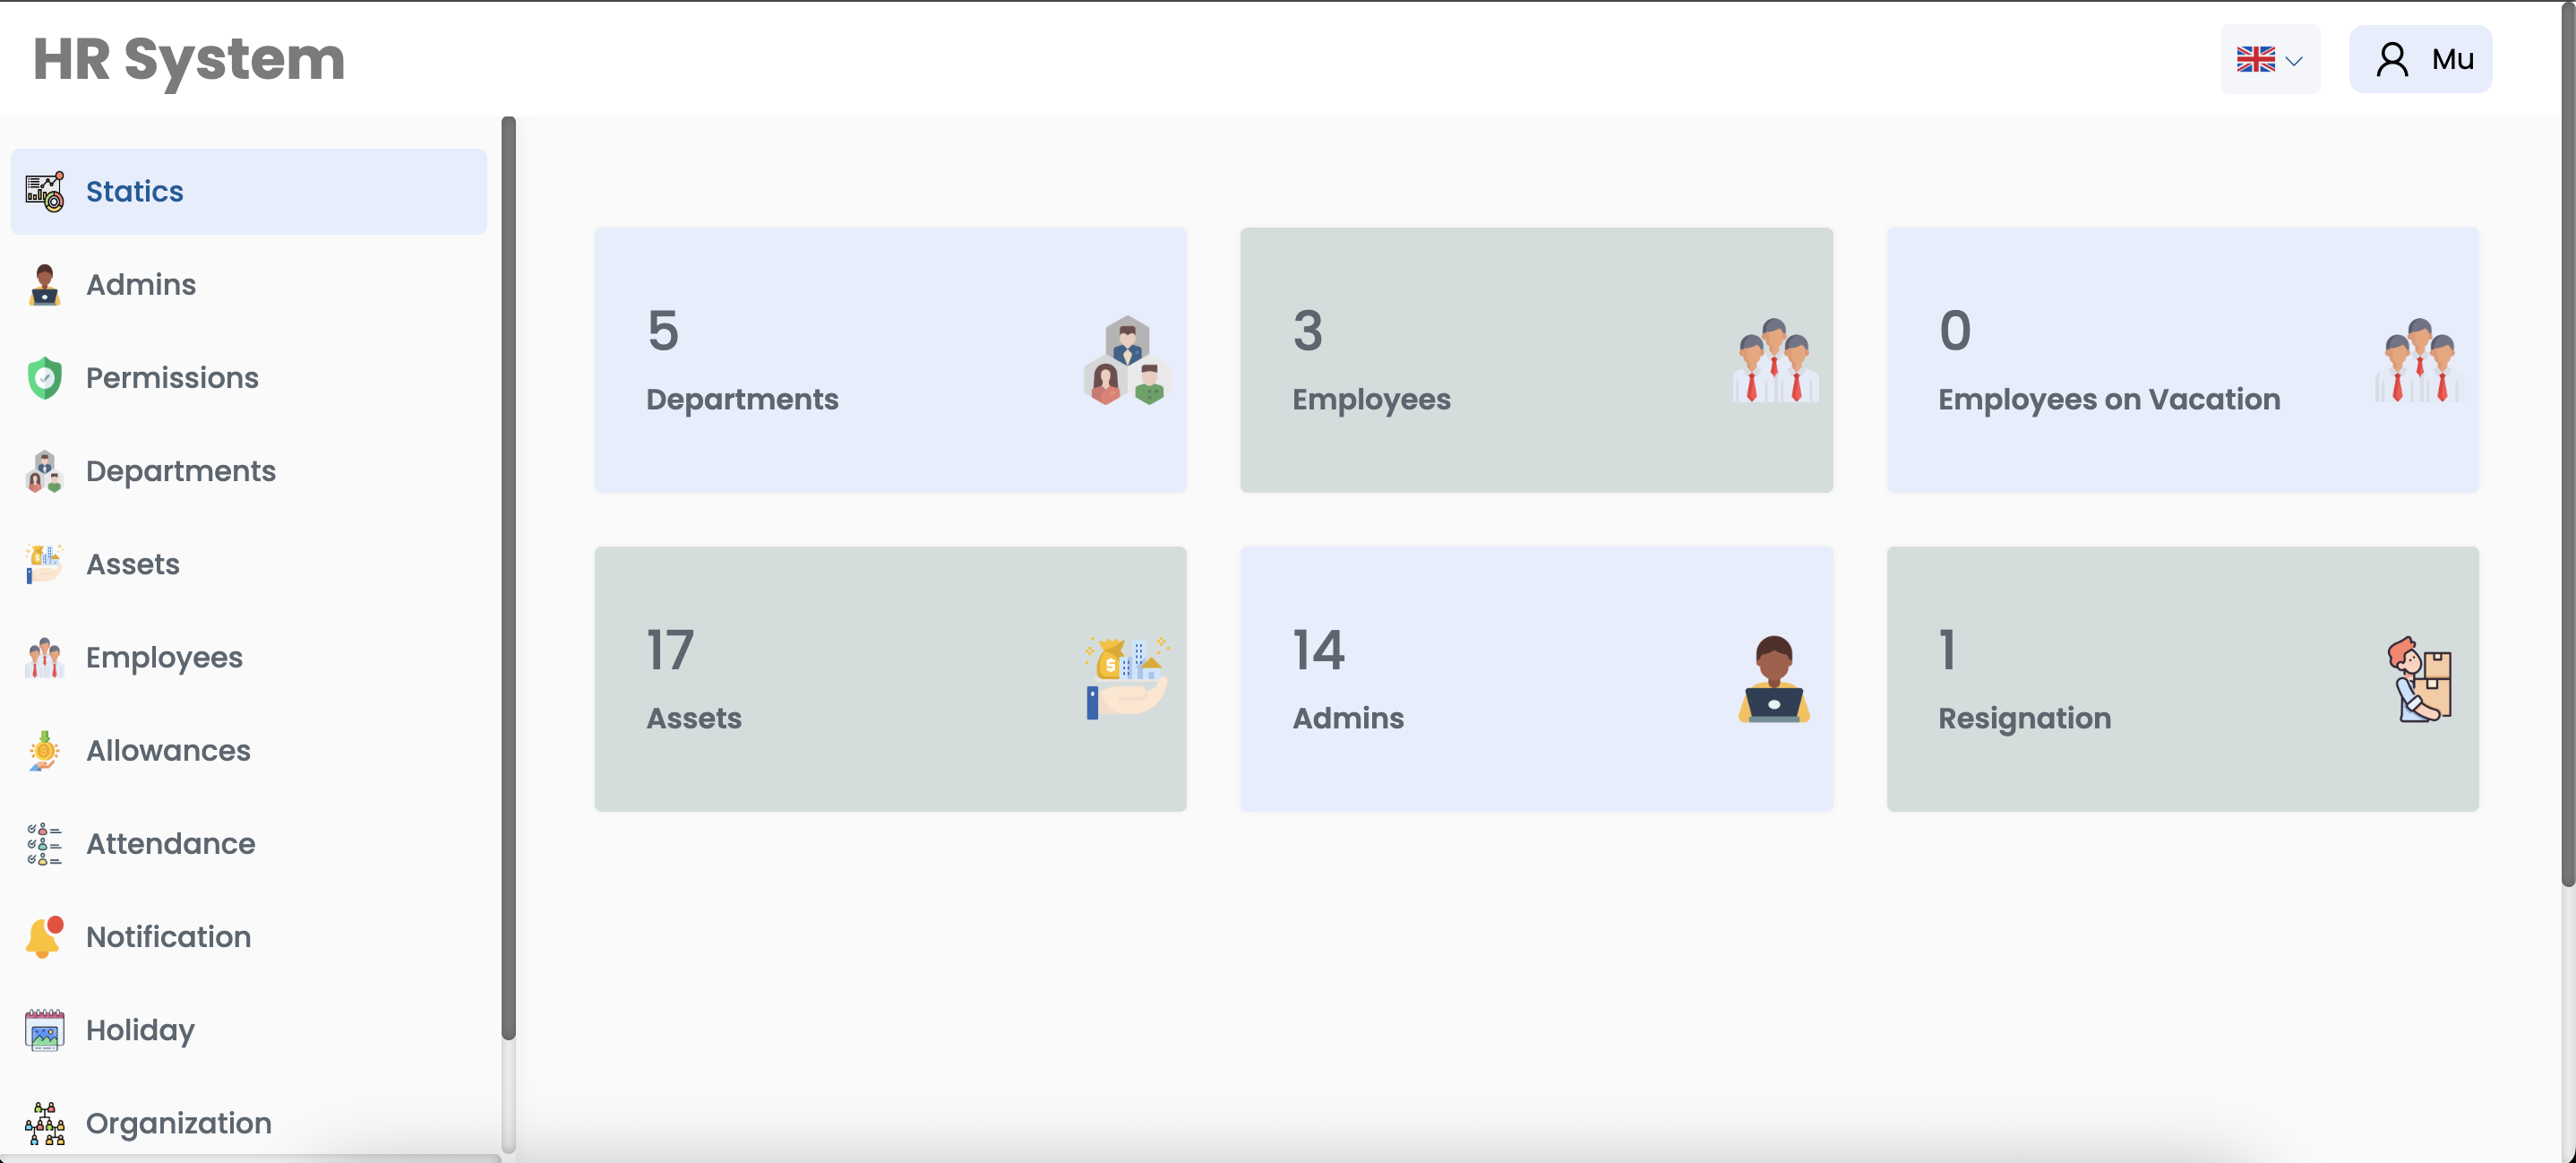 HR System
Mu
Statics
Admins
Permissions
Departments
Assets
Employees
Allowances
Attendance
Notification
Holiday
Organization
5
Departments
3
Employees
0
Employees on Vacation
17
Assets
14
Admins
1
Resignation